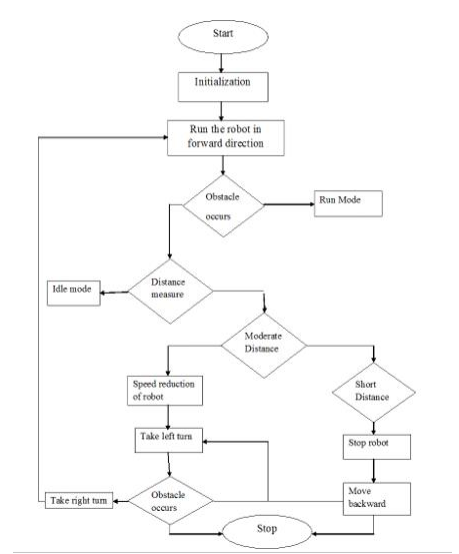 Start
Initialization
Run the robot in
forward direction
Obstacle
occurs
Run Mode
Idle mode
Distance
measure
Moderate
Distance
Speed reduction
of robot
Short
Distance
Take left turn
Stop robot
Take right turn
Obstacle
occurs
Move
backward
Stop